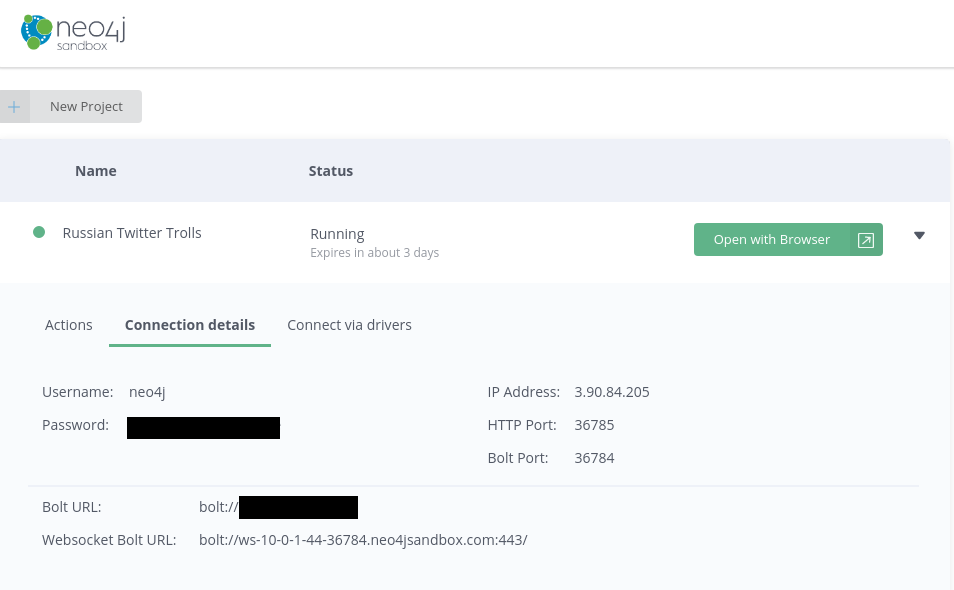 neo4j
sandbox
+ New Project
Name Status
Russian Twitter Trolls Running Open with Browser
Expires in about 3 days
Actions Connection details Connect via drivers
Username: neo4j IP Address: 3.90.84.205
Password: HTTP Port: 36785
Bolt Port: 36784
Bolt URL: bolt://
Websocket Bolt URL: bolt://ws-10-0-1-44-36784.neo4jsandbox.com:443/